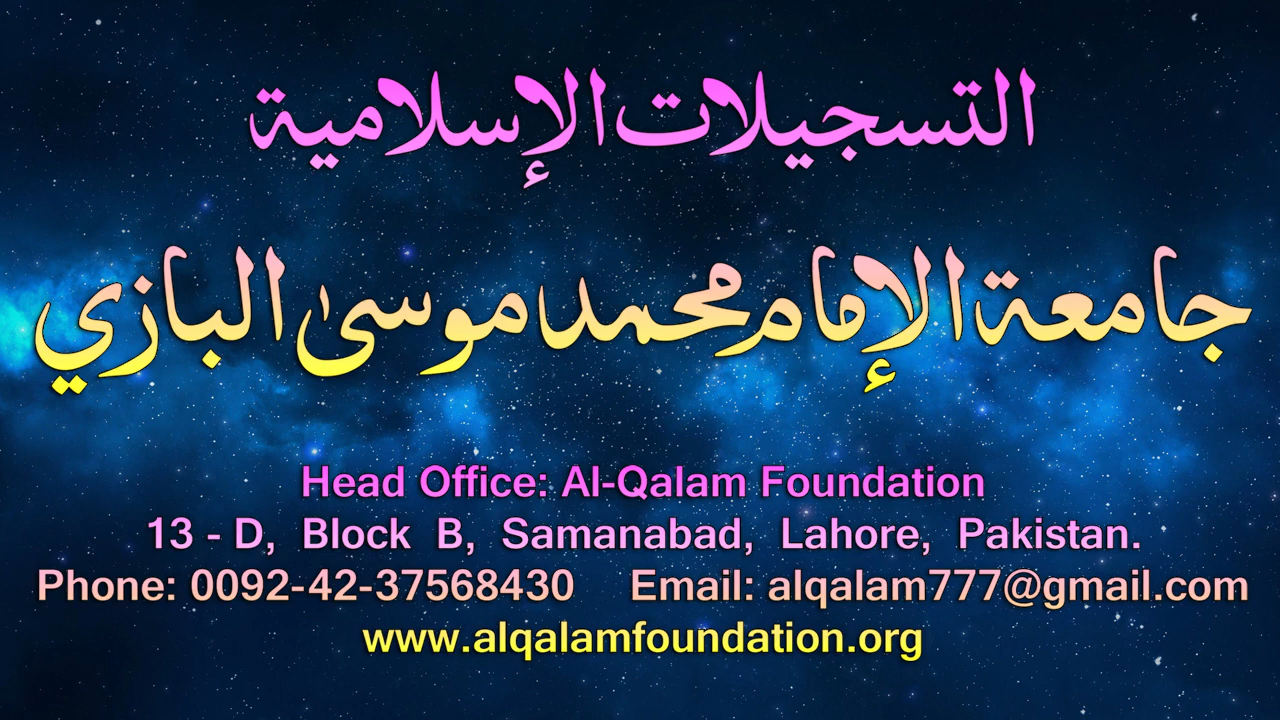 التسجيلات الإسلامية
جامعة الإمام محمد موسىٰ البازي
Head Office: Al-Qalam Foundation
13 - D, Block B, Samanabad, Lahore, Pakistan.
Phone: 0092-42-37568430 Email: alqalam777@gmail.com
www.alqalamfoundation.org